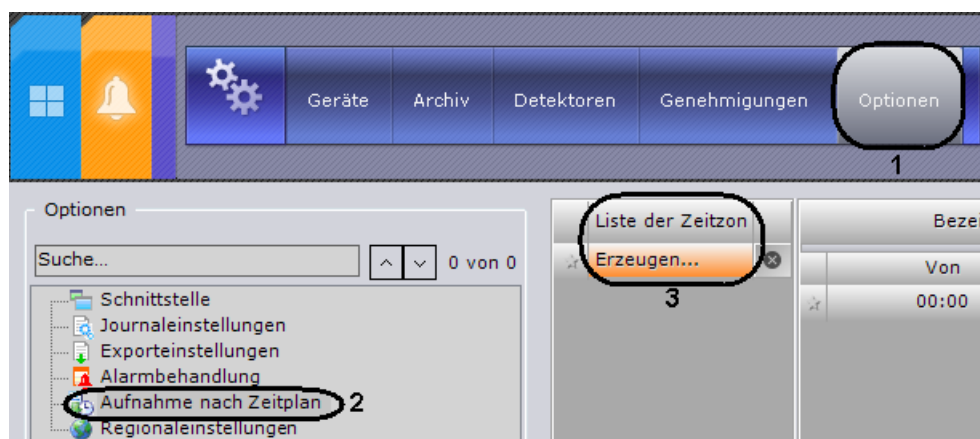 Geräte Archiv Detektoren Genehmigungen Optionen
1
Optionen
Suche...
0 von 0
Schnittstelle
Journaleinstellungen
Exporteinstellungen
Alarmbehandlung
Aufnahme nach Zeitplan 2
Regionaleinstellungen
Liste der Zeitzon
Erzeugen...
3
Bezei
Von
00:00